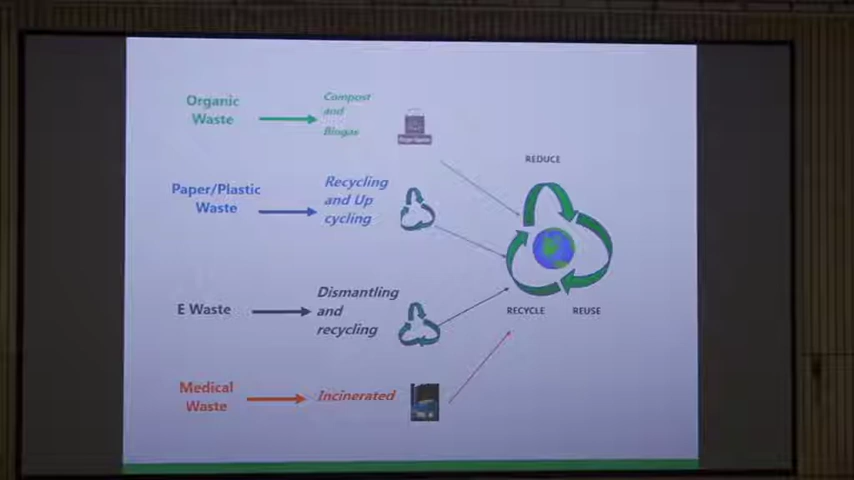 Organic
Waste
Compost
and
Biogas
REDUCE
Paper/Plastic
Waste
Recycling
and Up
cycling
E Waste
Dismantling
and
recycling
RECYCLE
REUSE
Medical
Waste
Incinerated